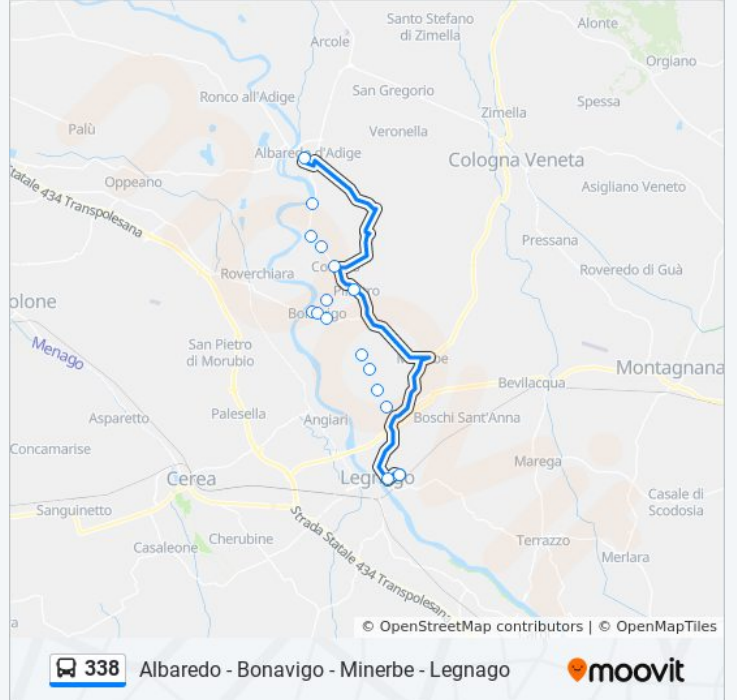 Santo Stefano
di Zimella
Alonte
Arcole
Orgiano
Ronco all'Adige
San Gregorio
Spessa
Zimella
Palù
Veronella
Albaredo d'Adige
Cologna Veneta
Statale 434 Transpolesana
Oppeano
Asigliano Veneto
Pressana
Roverchiara
Roveredo di Guà
olone
Menago
San Pietro
di Morubio
Montagnana
Bevilacqua
Palesella
Asparetto
Angiari
Boschi Sant'Anna
Concamarise
Marega
Cerea
Legnago
Casale di
Scodosia
Sanguinetto
Cherubine
Casaleone
Strada Statale 434 Transpolesana
Terrazzo
Merlara
a
© OpenStreetMap contributors | © OpenMapTiles
338 Albaredo - Bonavigo - Minerbe - Legnago
moovit